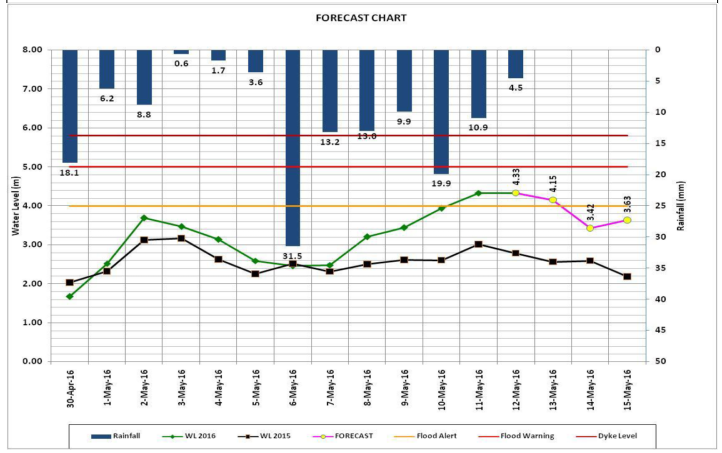 FORECAST CHART
8.00
7.00
6.00
5.00
4.00
3.00
2.00
1.00
0.00
Water Level (m)
0
5
10
15
20
25
30
35
40
45
50
Rainfall (mm)
18.1
6.2
8.8
0.6
1.7
3.6
31.5
13.2
13.0
9.9
19.9
10.9
4.5
4.33
4.15
3.42
3.63
30-Apr-16
1-May-16
2-May-16
3-May-16
4-May-16
5-May-16
6-May-16
7-May-16
8-May-16
9-May-16
10-May-16
11-May-16
12-May-16
13-May-16
14-May-16
15-May-16
Rainfall WL 2016 WL 2015 FORECAST Flood Alert Flood Warning Dyke Level